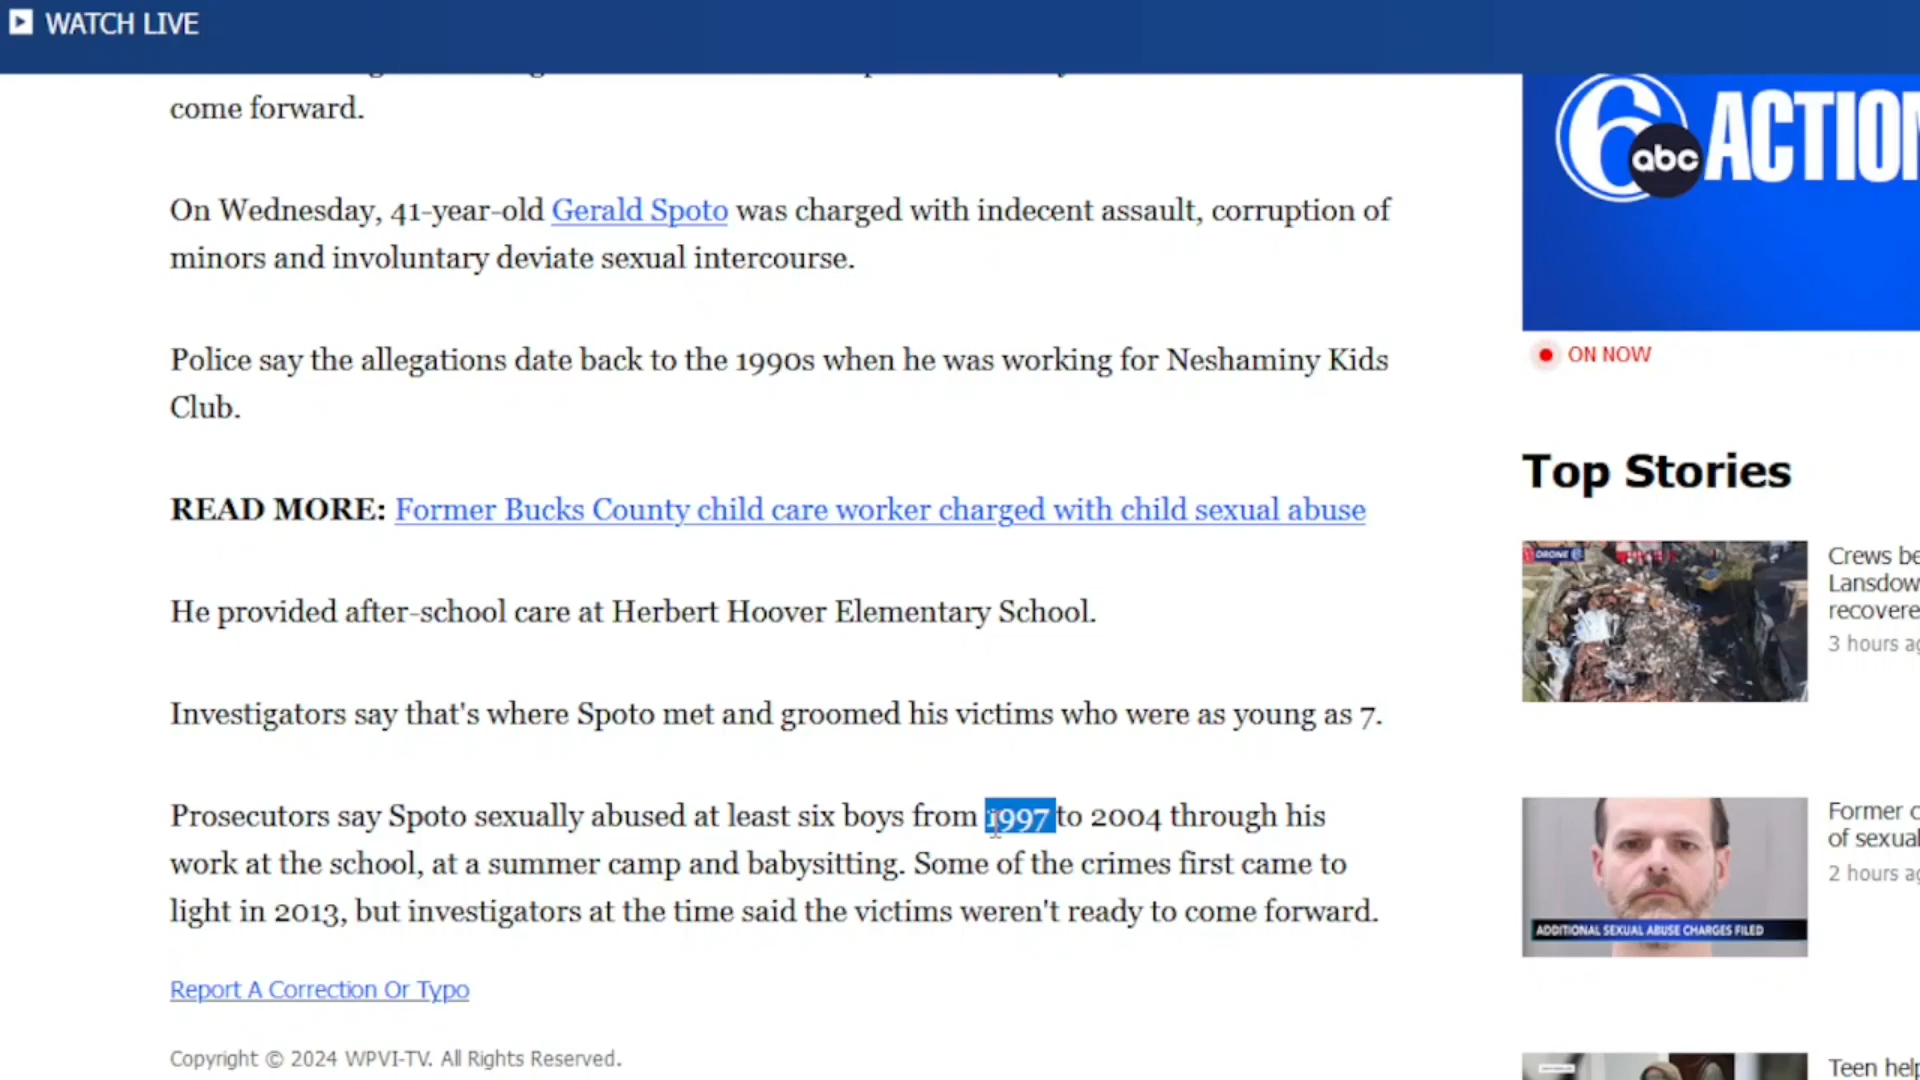 WATCH LIVE
come forward.
On Wednesday, 41-year-old Gerald Spoto was charged with indecent assault, corruption of
minors and involuntary deviate sexual intercourse.
Police say the allegations date back to the 1990s when he was working for Neshaminy Kids
Club.
READ MORE: Former Bucks County child care worker charged with child sexual abuse
He provided after-school care at Herbert Hoover Elementary School.
Investigators say that's where Spoto met and groomed his victims who were as young as 7.
Prosecutors say Spoto sexually abused at least six boys from 1997 to 2004 through his
work at the school, at a summer camp and babysitting. Some of the crimes first came to
light in 2013, but investigators at the time said the victims weren't ready to come forward.
Report A Correction Or Typo
Copyright © 2024 WPVI-TV. All Rights Reserved.
6 abc ACTION
ON NOW
Top Stories
DRONE 6
Crews be
Lansdow
recovere
3 hours ag
Former c
of sexual
2 hours ag
ADDITIONAL SEXUAL ABUSE CHARGES FILED
Teen help